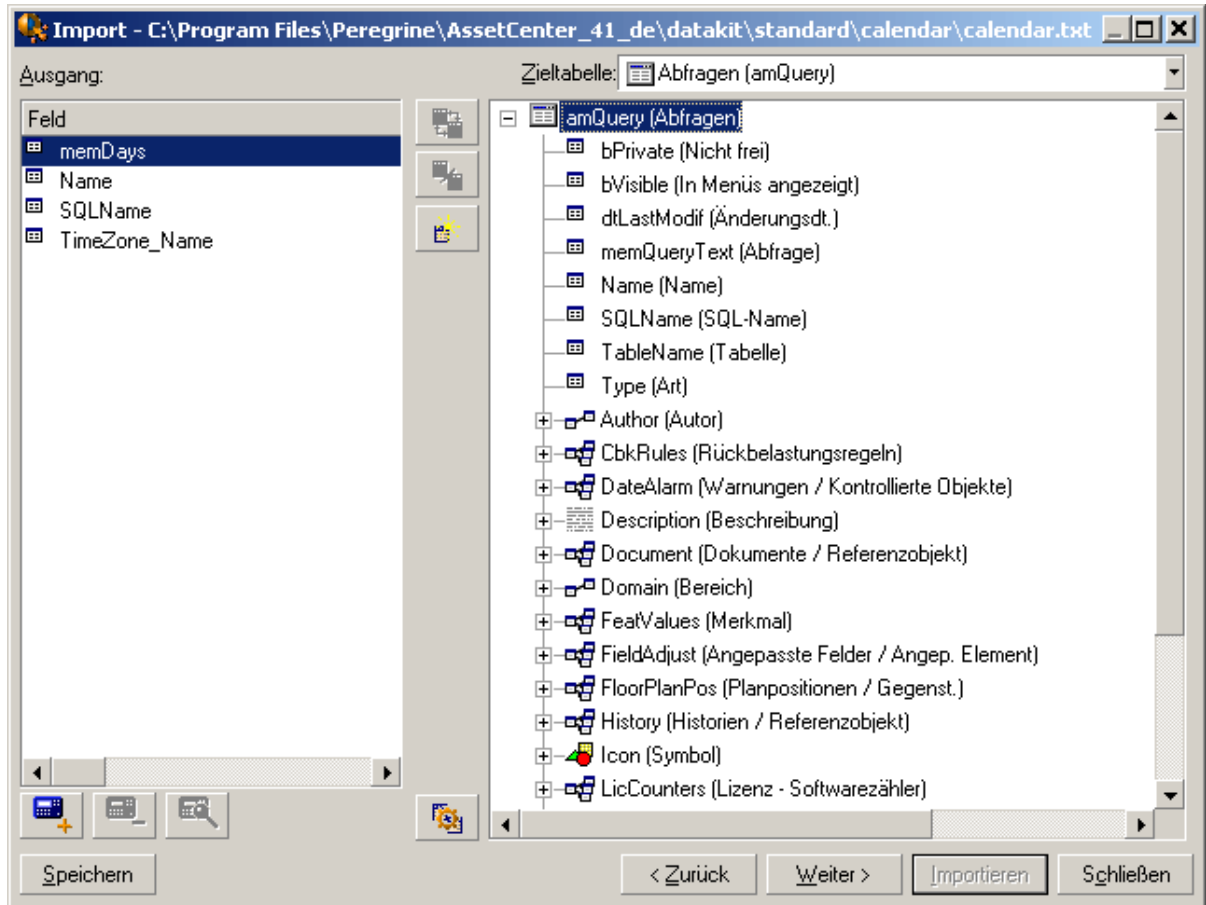 Import - C:\Program Files\Peregrine\AssetCenter_41_de\datakit\standard\calendar\calendar.txt
Ausgang:
Zieltabelle: Abfragen (amQuery)
Feld
memDays
Name
SQLName
TimeZone_Name
amQuery (Abfragen)
bPrivate (Nicht frei)
bVisible (In Menüs angezeigt)
dtLastModif (Änderungsdt.)
memQueryText (Abfrage)
Name (Name)
SQLName (SQL-Name)
TableName (Tabelle)
Type (Art)
Author (Autor)
CbkRules (Rückbelastungsregeln)
DateAlarm (Warnungen / Kontrollierte Objekte)
Description (Beschreibung)
Document (Dokumente / Referenzobjekt)
Domain (Bereich)
FeatValues (Merkmal)
FieldAdjust (Angepasste Felder / Angep. Element)
FloorPlanPos (Planpositionen / Gegenst.)
History (Historien / Referenzobjekt)
Icon (Symbol)
LicCounters (Lizenz - Softwarezähler)
Speichern
< Zurück
Weiter >
Importieren
Schließen